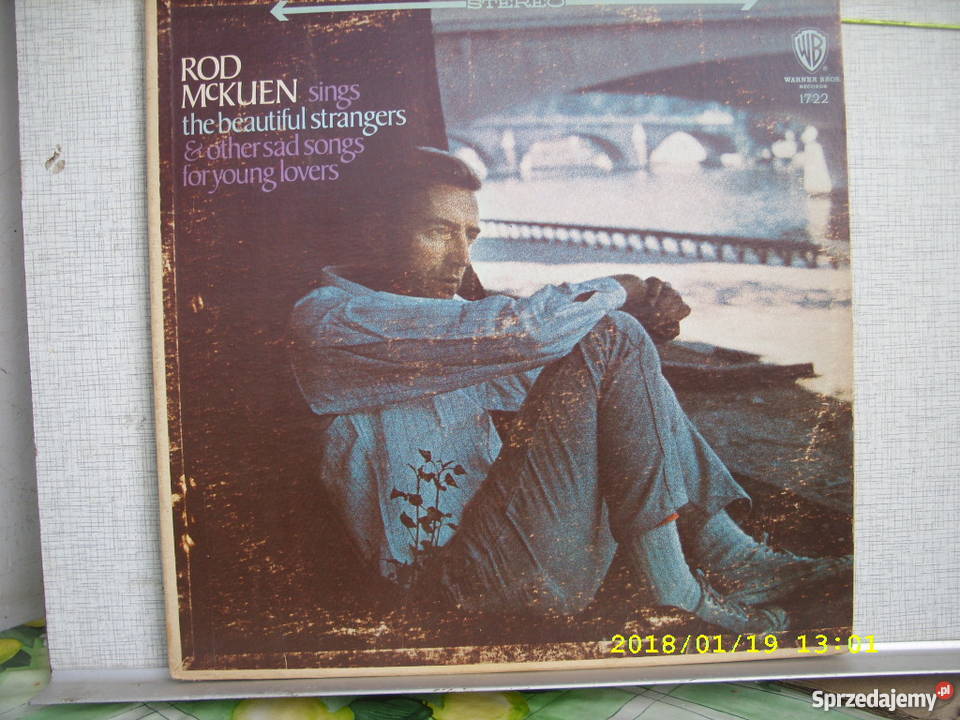 STEREO
ROD
McKUEN sings
the beautiful strangers
& other sad songs
for young lovers
WB
WARNER BROS.
RECORDS
1722
2018/01/19 13:01
Sprzedajemy.pl